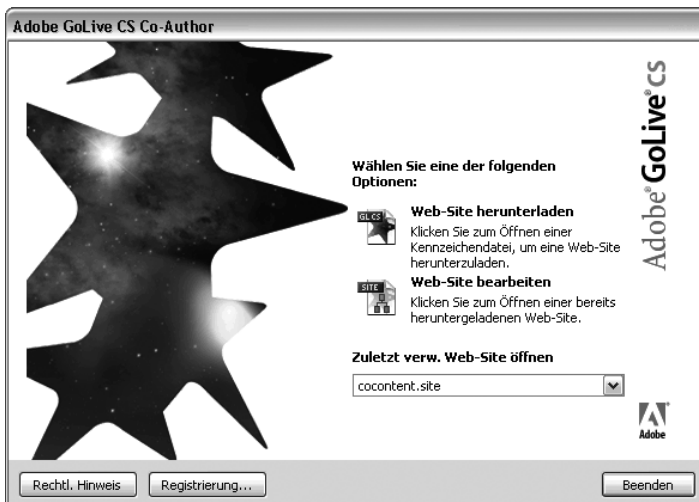 Adobe GoLive CS Co-Author
Adobe® GoLive® CS
Wählen Sie eine der folgenden
Optionen:
GL CS
Web-Site herunterladen
Klicken Sie zum Öffnen einer
Kennzeichendatei, um eine Web-Site
herunterzuladen.
SITE
Web-Site bearbeiten
Klicken Sie zum Öffnen einer bereits
heruntergeladenen Web-Site.
Zuletzt verw. Web-Site öffnen
cocontent.site
Adobe
Rechtl. Hinweis
Registrierung...
Beenden